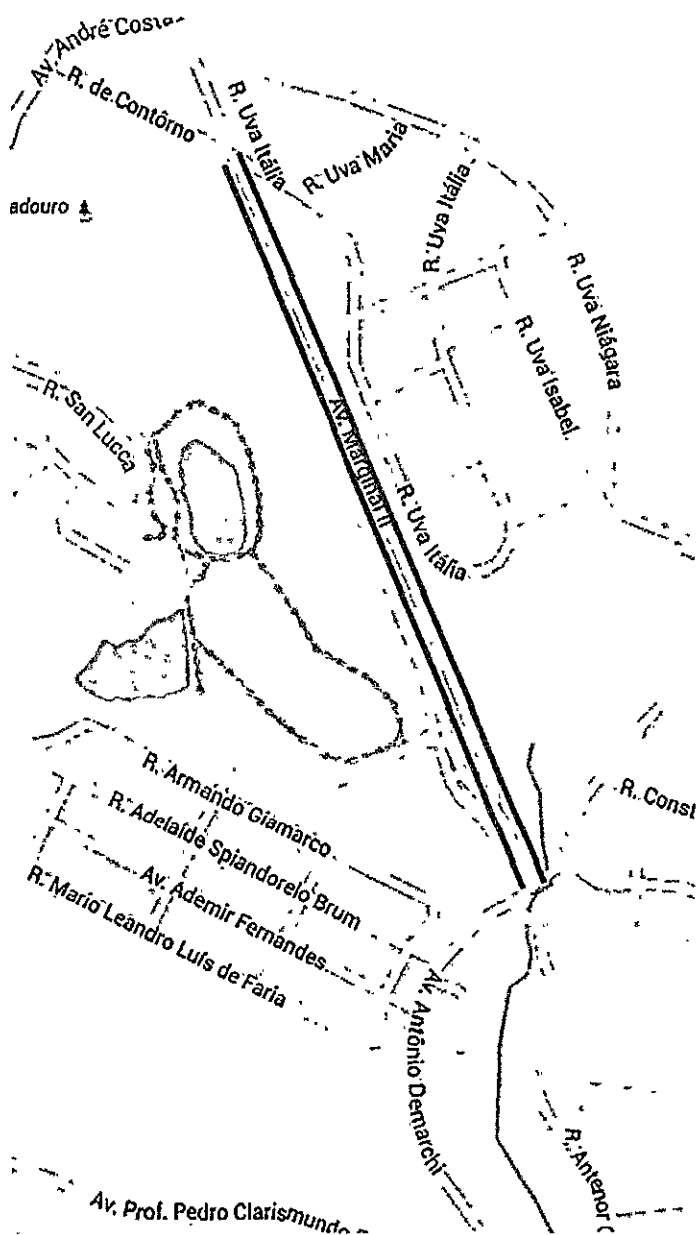 Av. André Costa
R. de Contôrno
R. Uva Itália
R. Uva Maria
R. Uva Itália
adouro
R. Uva Niágara
R. Uva Isabel
R. San Lucca
Av. Marginal II
R. Uva Itália
R. Armando Giamarco
R. Const
R. Adelaide Spiandorelo Brum
Av. Ademir Fernandes
R. Mario Leandro Luís de Faria
Av. Antônio Demarchi
R. Antenor
Av. Prof. Pedro Clarismundo